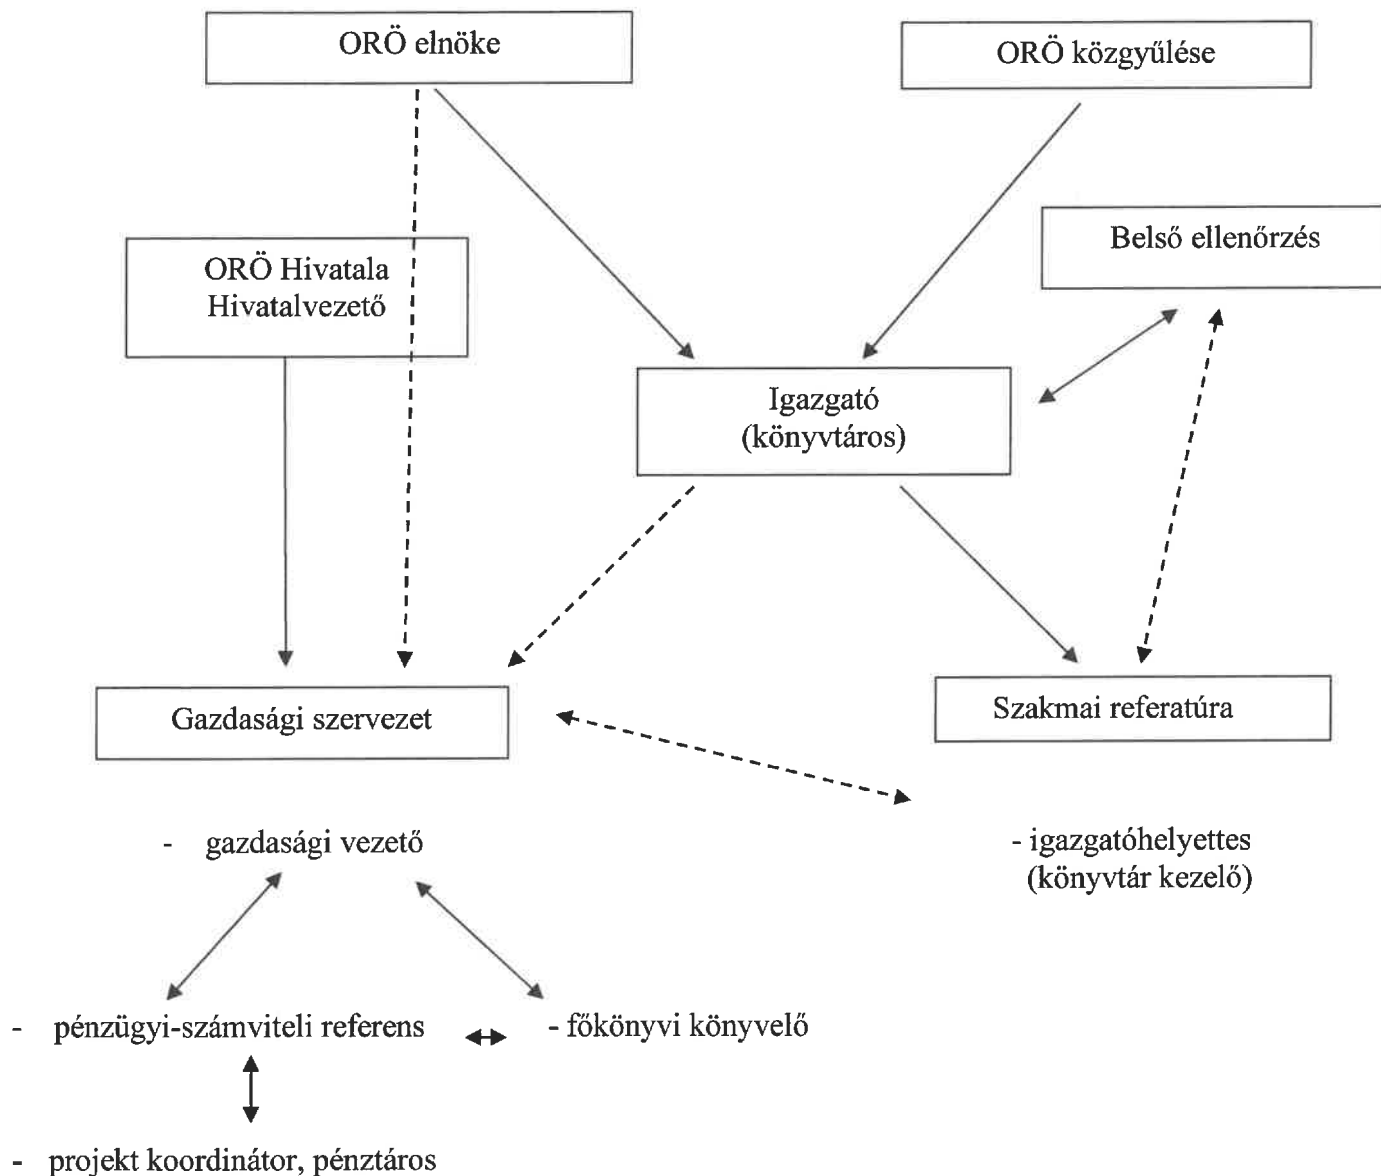 ORÖ elnöke
ORÖ közgyűlése
Belső ellenőrzés
ORÖ Hivatala
Hivatalvezető
Igazgató
(könyvtáros)
Gazdasági szervezet
Szakmai referatúra
- gazdasági vezető
- igazgatóhelyettes
(könyvtár kezelő)
- pénzügyi-számviteli referens
- főkönyvi könyvelő
- projekt koordinátor, pénztáros